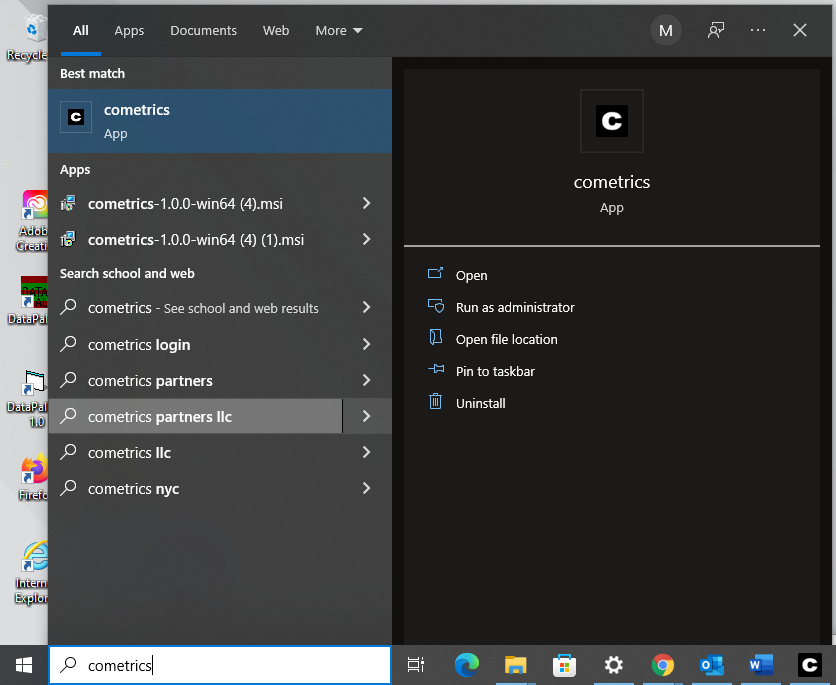 All Apps Documents Web More M
Best match
cometrics
App
Apps
cometrics-1.0.0-win64 (4).msi
cometrics-1.0.0-win64 (4) (1).msi
Search school and web
cometrics - See school and web results
cometrics login
cometrics partners
cometrics partners llc
cometrics llc
cometrics nyc
C
cometrics
App
Open
Run as administrator
Open file location
Pin to taskbar
Uninstall
Recycle
Adob
Creati
DataPal
DataPal
1.0
Firefo
Intern
Explor
cometrics